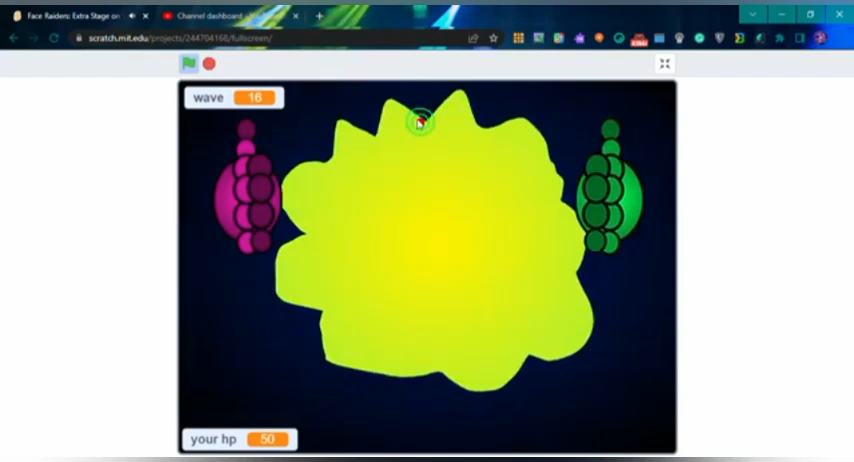 Face Raiders: Extra Stage on
Channel dashboard
scratch.mit.edu/projects/244704168/fullscreen/
wave 16
your hp 50